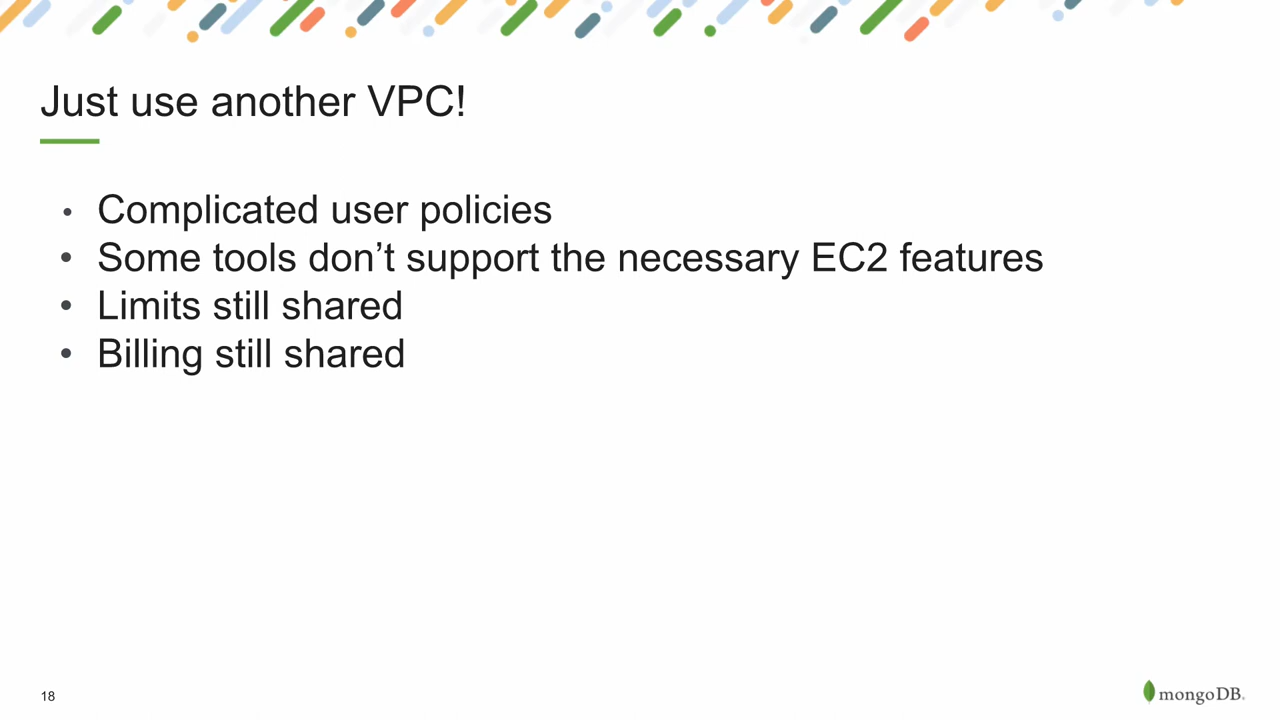 Just use another VPC!
• Complicated user policies
• Some tools don’t support the necessary EC2 features
• Limits still shared
• Billing still shared
18
mongoDB.